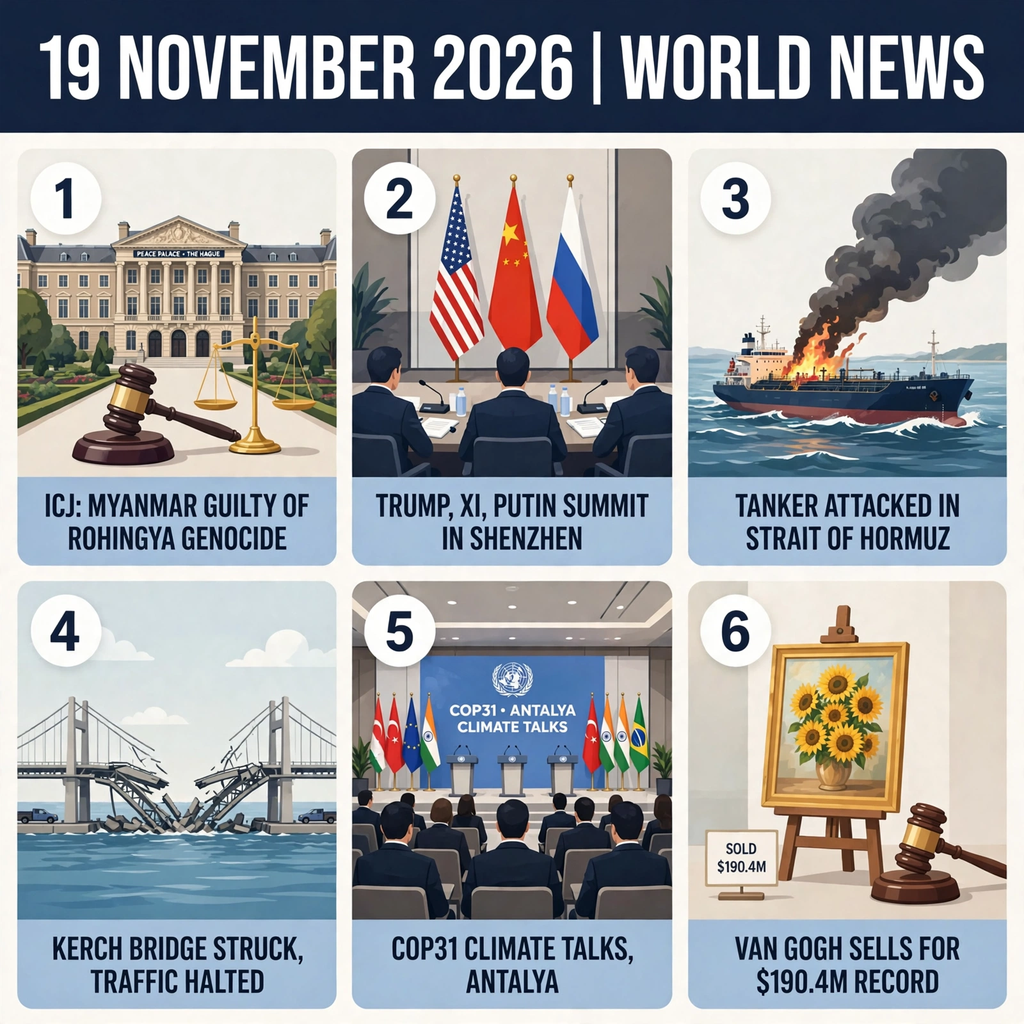 19 NOVEMBER 2026 | WORLD NEWS
1
PEACE PALACE • THE HAGUE
ICJ: MYANMAR GUILTY OF
ROHINGYA GENOCIDE
2
TRUMP, XI, PUTIN SUMMIT
IN SHENZHEN
3
TANKER ATTACKED IN
STRAIT OF HORMUZ
4
KERCH BRIDGE STRUCK,
TRAFFIC HALTED
5
COP31 • ANTALYA
CLIMATE TALKS
COP31 CLIMATE TALKS,
ANTALYA
6
SOLD
$190.4M
VAN GOGH SELLS FOR
$190.4M RECORD